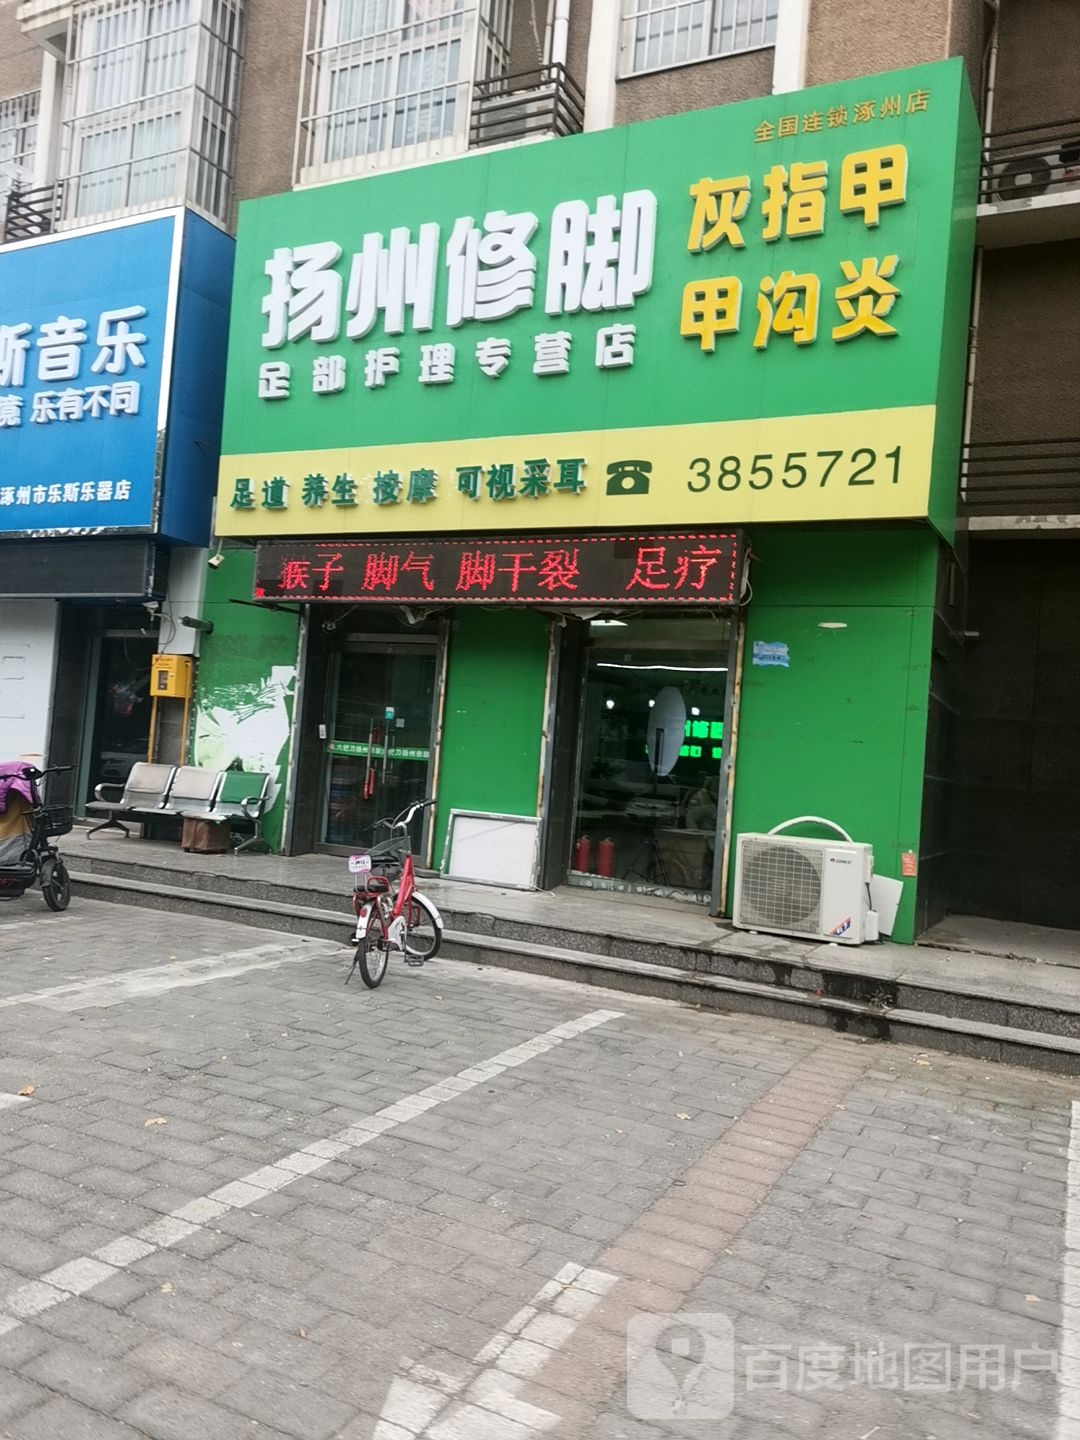 全国连锁涿州店
扬州修脚
灰指甲
甲沟炎
足部护理专营店
足道 养生 按摩 可视采耳 ☎ 3855721
猴子 脚气 脚干裂 足疗
斯音乐
乐有不同
涿州市乐斯乐器店
百度地图用户